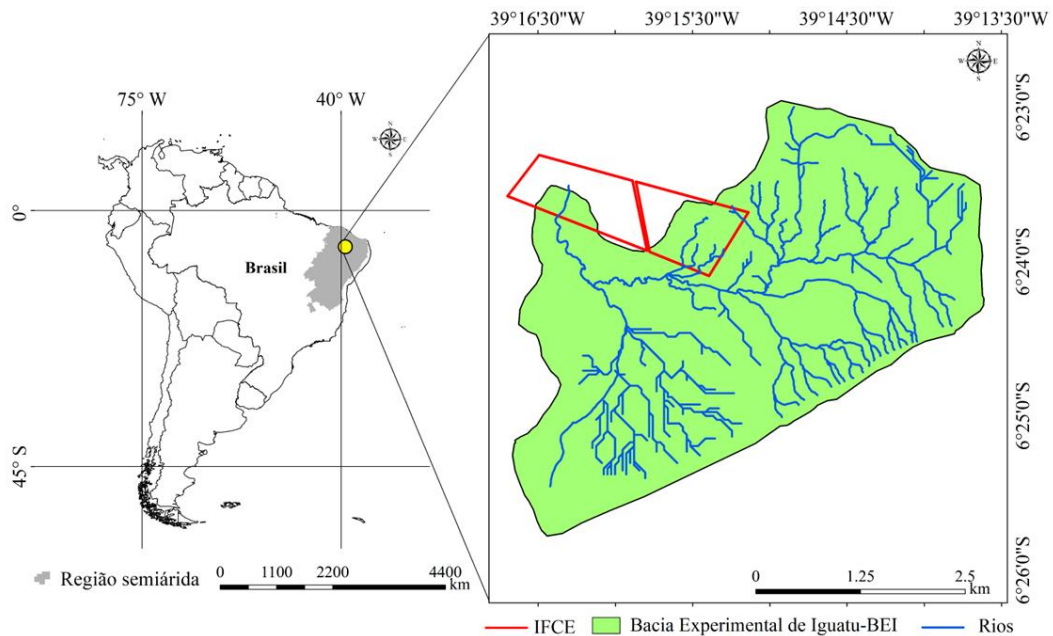 39°16'30"W 39°15'30"W 39°14'30"W 39°13'30"W
75° W 40° W
N
W E
S
N
W E
S
6°23'0"S
0°
Brasil
6°24'0"S
45° S
6°25'0"S
6°26'0"S
Região semiárida
0 1100 2200 4400
km
0 1.25 2.5
km
IFCE Bacia Experimental de Iguatu-BEI Rios